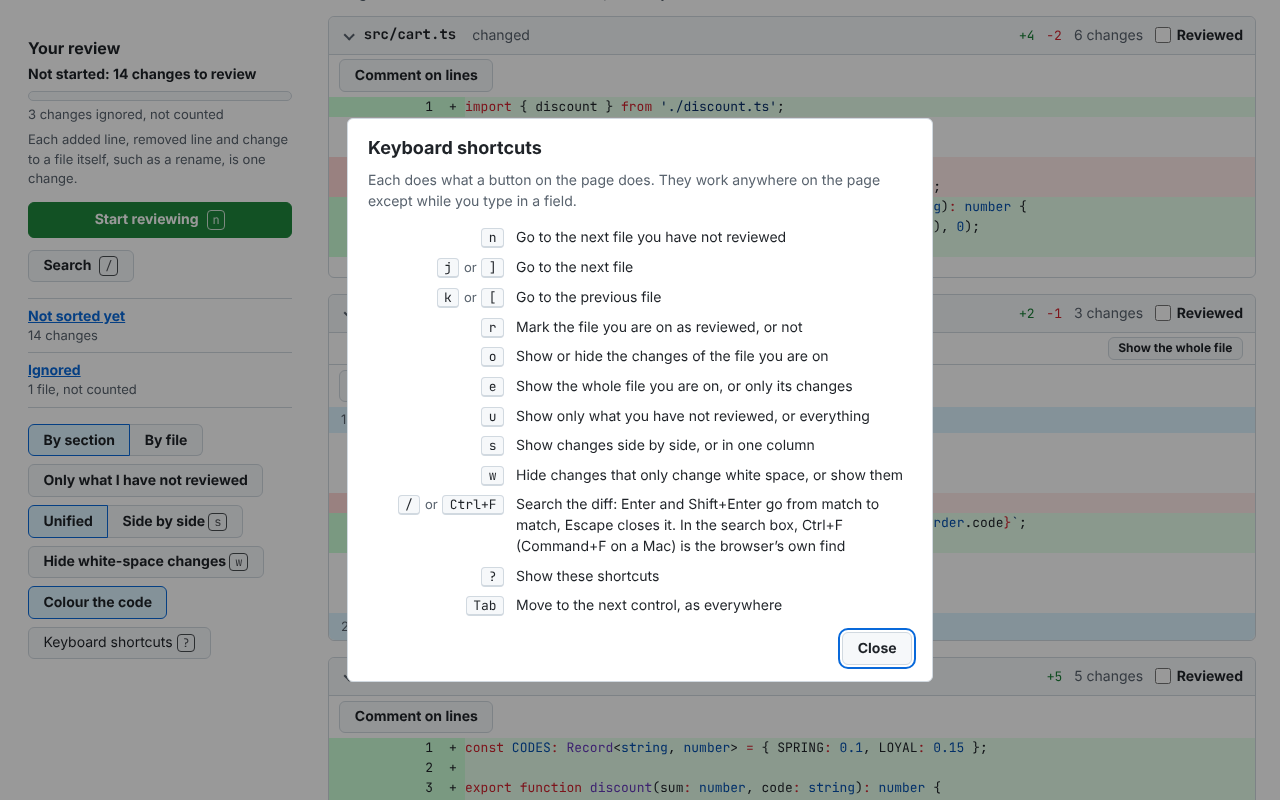 Your review
Not started: 14 changes to review
3 changes ignored, not counted
Each added line, removed line and change
to a file itself, such as a rename, is one
change.
Start reviewing n
Search /
Not sorted yet
14 changes
Ignored
1 file, not counted
By section By file
Only what I have not reviewed
Unified Side by side s
Hide white-space changes w
Colour the code
Keyboard shortcuts ?
src/cart.ts changed +4 -2 6 changes Reviewed
Comment on lines
1 + import { discount } from './discount.ts';
;
g): number {
), 0);
+2 -1 3 changes Reviewed
Show the whole file
1
rder.code}`;
2
+5 5 changes Reviewed
Comment on lines
1 + const CODES: Record<string, number> = { SPRING: 0.1, LOYAL: 0.15 };
2 +
3 + export function discount(sum: number, code: string): number {
Keyboard shortcuts
Each does what a button on the page does. They work anywhere on the page
except while you type in a field.
n Go to the next file you have not reviewed
j or ] Go to the next file
k or [ Go to the previous file
r Mark the file you are on as reviewed, or not
o Show or hide the changes of the file you are on
e Show the whole file you are on, or only its changes
u Show only what you have not reviewed, or everything
s Show changes side by side, or in one column
w Hide changes that only change white space, or show them
/ or Ctrl+F Search the diff: Enter and Shift+Enter go from match to
match, Escape closes it. In the search box, Ctrl+F
(Command+F on a Mac) is the browser’s own find
? Show these shortcuts
Tab Move to the next control, as everywhere
Close